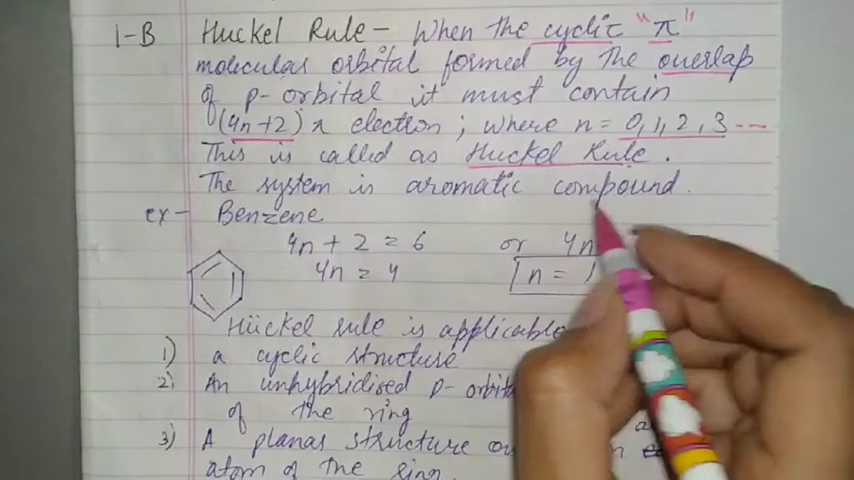 1-B Huckel Rule - When the cyclic "π"
molecular orbital formed by the overlap
of p-orbital it must contain
(4n+2) π electron ; where n = 0,1,2,3 ----
This is called as Huckel Rule.
The system is aromatic compound.
ex- Benzene
4n + 2 = 6 or 4n
4n = 4 n = 1
Hückel rule is applicable
1) a cyclic structure
2) An unhybridised p-orbital
of the ring
3) A planar structure
atom of the ring.